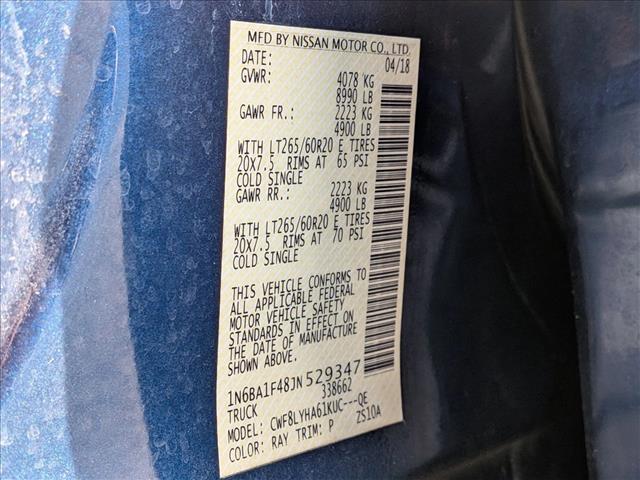 MFD BY NISSAN MOTOR CO., LTD.
DATE: 04/18
GVWR: 4078 KG
8990 LB
GAWR FR.: 2223 KG
4900 LB
WITH LT265/60R20 E TIRES
20x7.5 RIMS AT 65 PSI
COLD SINGLE
GAWR RR.: 2223 KG
4900 LB
WITH LT265/60R20 E TIRES
20x7.5 RIMS AT 70 PSI
COLD SINGLE
THIS VEHICLE CONFORMS TO
ALL APPLICABLE FEDERAL
MOTOR VEHICLE SAFETY
STANDARDS IN EFFECT ON
THE DATE OF MANUFACTURE
SHOWN ABOVE.
1N6BA1F48JN529347
TRUCK 338662
MODEL: CWF8LYHA61KUC---QE
COLOR: RAY TRIM: P ZS10A